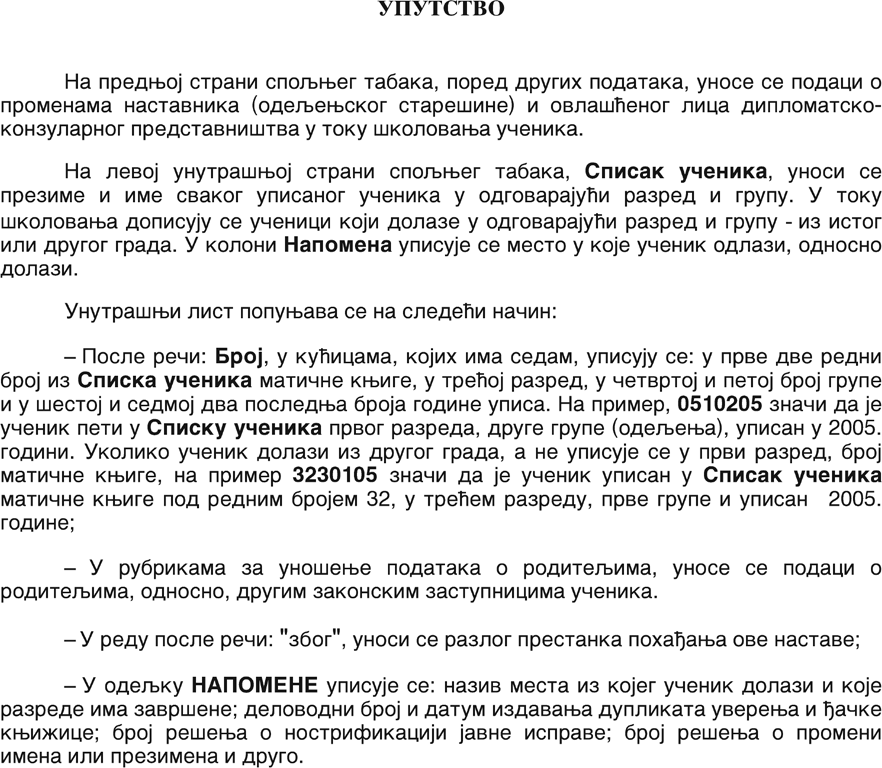 УПУТСТВО
На предњој страни спољњег табака, поред других података, уносе се подаци о
променама наставника (одељењског старешине) и овлашћеног лица дипломатско-
конзуларног представништва у току школовања ученика.
На левој унутрашњој страни спољњег табака, Списак ученика, уноси се
презиме и име сваког уписаног ученика у одговарајући разред и групу. У току
школовања дописују се ученици који долазе у одговарајући разред и групу - из истог
или другог града. У колони Напомена уписује се место у које ученик одлази, односно
долази.
Унутрашњи лист попуњава се на следећи начин:
– После речи: Број, у кућицама, којих има седам, уписују се: у прве две редни
број из Списка ученика матичне књиге, у трећој разред, у четвртој и петој број групе
и у шестој и седмој два последња броја године уписа. На пример, 0510205 значи да је
ученик пети у Списку ученика првог разреда, друге групе (одељења), уписан у 2005.
години. Уколико ученик долази из другог града, а не уписује се у први разред, број
матичне књиге, на пример 3230105 значи да је ученик уписан у Списак ученика
матичне књиге под редним бројем 32, у трећем разреду, прве групе и уписан 2005.
године;
– У рубрикама за уношење података о родитељима, уносе се подаци о
родитељима, односно, другим законским заступницима ученика.
– У реду после речи: "због", уноси се разлог престанка похађања ове наставе;
– У одељку НАПОМЕНЕ уписује се: назив места из којег ученик долази и које
разреде има завршене; деловодни број и датум издавања дупликата уверења и ђачке
књижице; број решења о нострификацији јавне исправе; број решења о промени
имена или презимена и друго.